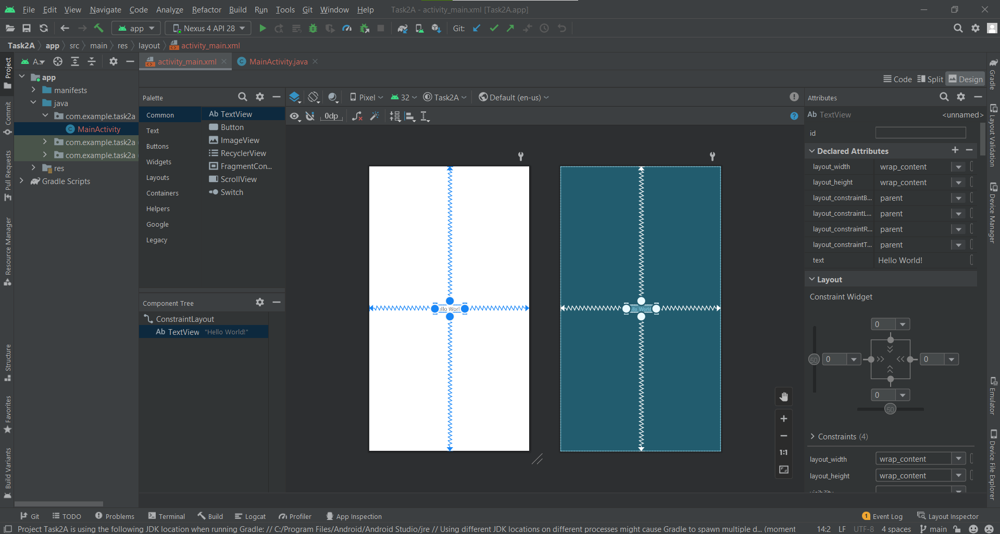 File Edit View Navigate Code Analyze Refactor Build Run Tools Git Window Help Task2A - activity_main.xml [Task2A.app]
app Nexus 4 API 28 Git:
Task2A app src main res layout activity_main.xml
A.. activity_main.xml MainActivity.java
Project
Commit
Pull Requests
Resource Manager
Structure
Favorites
Build Variants
app
manifests
java
com.example.task2a
MainActivity
com.example.task2a
com.example.task2a
res
Gradle Scripts
Code Split Design
Palette
Common
Text
Buttons
Widgets
Layouts
Containers
Helpers
Google
Legacy
Ab TextView
Button
ImageView
RecyclerView
FragmentCon...
ScrollView
Switch
Component Tree
ConstraintLayout
Ab TextView "Hello World!"
Pixel 32 Task2A Default (en-us)
0dp
ello Worl
llo World
1:1
Attributes
Ab TextView <unnamed>
id
Declared Attributes
layout_width wrap_content
layout_height wrap_content
layout_constraintB... parent
layout_constraintL... parent
layout_constraintR... parent
layout_constraintT... parent
text Hello World!
Layout
Constraint Widget
0
50 0 0
0
50
Constraints (4)
layout_width wrap_content
layout_height wrap_content
visibility
Gradle
Layout Validation
Device Manager
Emulator
Device File Explorer
Git TODO Problems Terminal Build Logcat Profiler App Inspection 1 Event Log Layout Inspector
Project Task2A is using the following JDK location when running Gradle: // C:/Program Files/Android/Android Studio/jre // Using different JDK locations on different processes might cause Gradle to spawn multiple d... (moment 14:2 LF UTF-8 4 spaces main